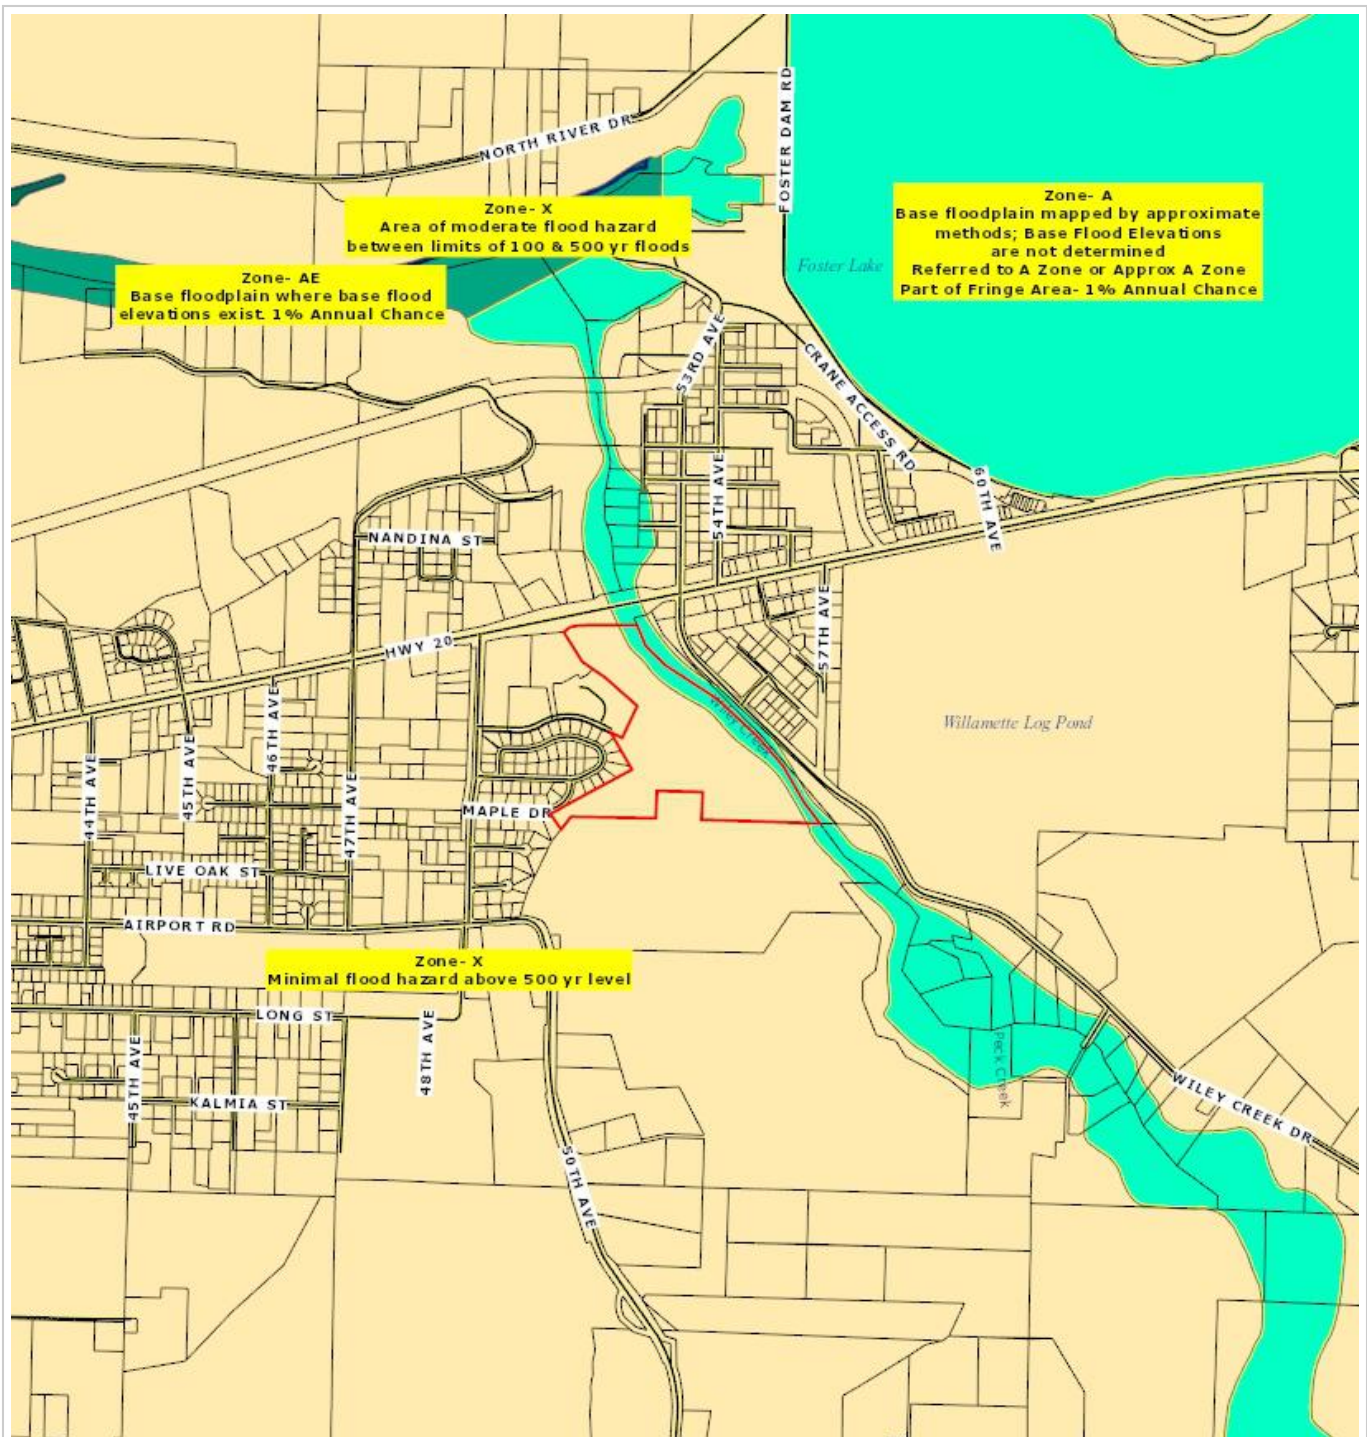 NORTH RIVER DR
FOSTER DAM RD
Zone- X
Area of moderate flood hazard
between limits of 100 & 500 yr floods
Zone- A
Base floodplain mapped by approximate
methods; Base Flood Elevations
are not determined
Referred to A Zone or Approx A Zone
Part of Fringe Area- 1% Annual Chance
Foster Lake
Zone- AE
Base floodplain where base flood
elevations exist. 1% Annual Chance
53RD AVE
CRANE ACCESS RD
54TH AVE
60TH AVE
NANDINA ST
HWY 20
57TH AVE
46TH AVE
Wiley Creek
Willamette Log Pond
44TH AVE
45TH AVE
47TH AVE
MAPLE DR
LIVE OAK ST
AIRPORT RD
Zone- X
Minimal flood hazard above 500 yr level
LONG ST
48TH AVE
45TH AVE
KALMIA ST
Peck Creek
WILEY CREEK DR
50TH AVE